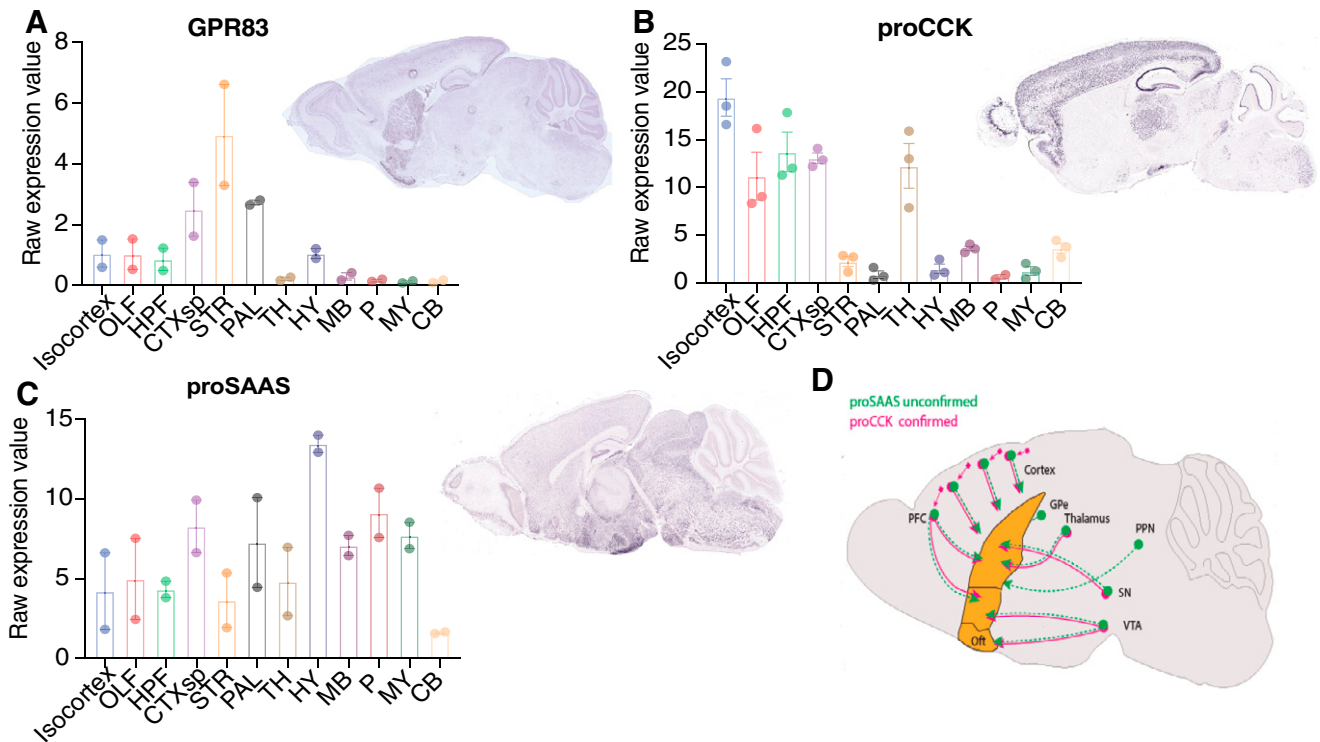 A
GPR83
Raw expression value
8
6
4
2
0
Isocortex
OLF
HPF
CTXsp
STR
PAL
TH
HY
MB
P
MY
CB
B
proCCK
Raw expression value
25
20
15
10
5
0
Isocortex
OLF
HPF
CTXsp
STR
PAL
TH
HY
MB
P
MY
CB
C
proSAAS
Raw expression value
15
10
5
0
Isocortex
OLF
HPF
CTXsp
STR
PAL
TH
HY
MB
P
MY
CB
D
proSAAS unconfirmed
proCCK confirmed
Cortex
GPe
PFC
Thalamus
PPN
SN
VTA
Oft